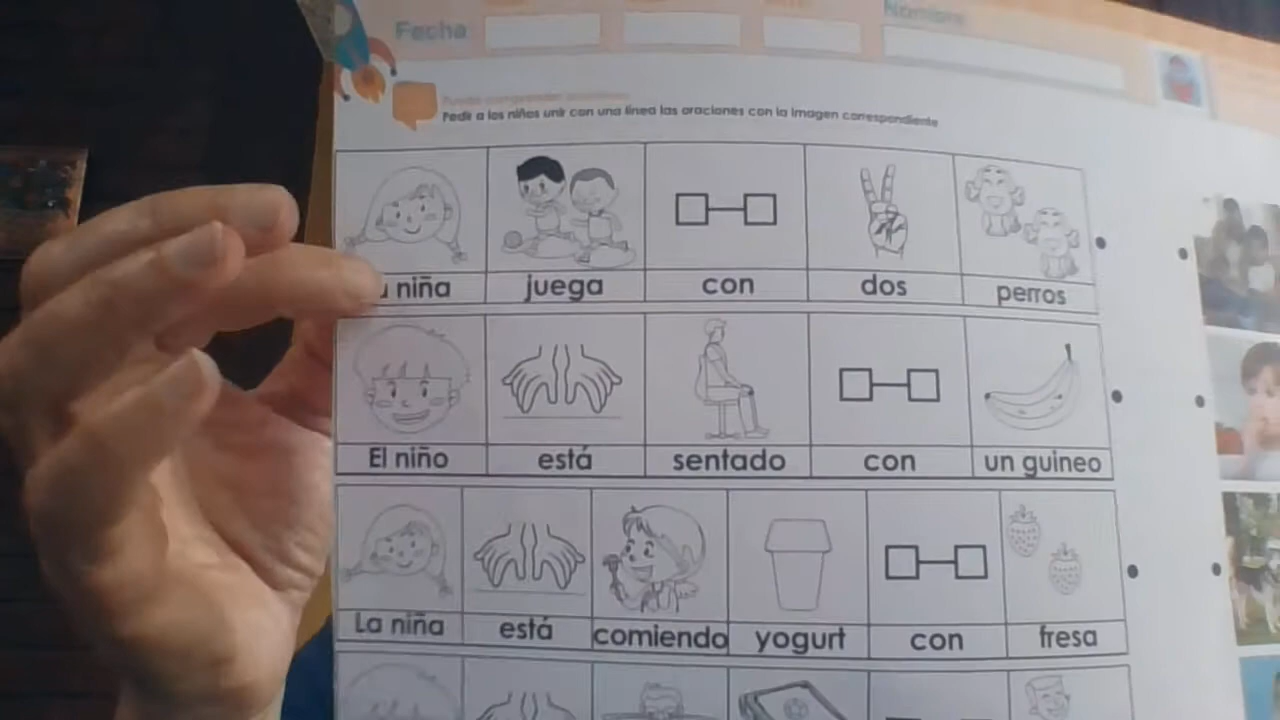 Fecha
Nombre
Pedir a los niños unir con una línea las oraciones con la imagen correspondiente
niña juega con dos perros
El niño está sentado con un guineo
La niña está comiendo yogurt con fresa